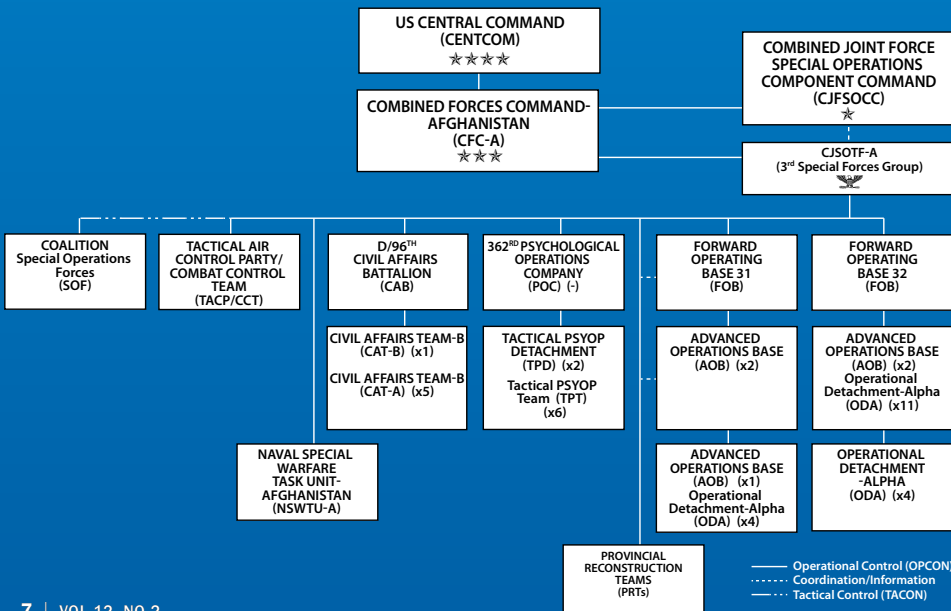 US CENTRAL COMMAND
(CENTCOM)
COMBINED JOINT FORCE
SPECIAL OPERATIONS
COMPONENT COMMAND
(CJFSOCC)
COMBINED FORCES COMMAND-
AFGHANISTAN
(CFC-A)
CJSOTF-A
(3rd Special Forces Group)
COALITION
Special Operations
Forces
(SOF)
TACTICAL AIR
CONTROL PARTY/
COMBAT CONTROL
TEAM
(TACP/CCT)
D/96TH
CIVIL AFFAIRS
BATTALION
(CAB)
362RD PSYCHOLOGICAL
OPERATIONS
COMPANY
(POC) (-)
FORWARD
OPERATING
BASE 31
(FOB)
FORWARD
OPERATING
BASE 32
(FOB)
CIVIL AFFAIRS TEAM-B
(CAT-B) (x1)
CIVIL AFFAIRS TEAM-B
(CAT-A) (x5)
TACTICAL PSYOP
DETACHMENT
(TPD) (x2)
Tactical PSYOP
Team (TPT)
(x6)
ADVANCED
OPERATIONS BASE
(AOB) (x2)
ADVANCED
OPERATIONS BASE
(AOB) (x2)
Operational
Detachment-Alpha
(ODA) (x11)
NAVAL SPECIAL
WARFARE
TASK UNIT-
AFGHANISTAN
(NSWTU-A)
ADVANCED
OPERATIONS BASE
(AOB) (x1)
Operational
Detachment-Alpha
(ODA) (x4)
OPERATIONAL
DETACHMENT
-ALPHA
(ODA) (x4)
PROVINCIAL
RECONSTRUCTION
TEAMS
(PRTs)
Operational Control (OPCON)
Coordination/Information
Tactical Control (TACON)
7 | VOL 12 NO 2